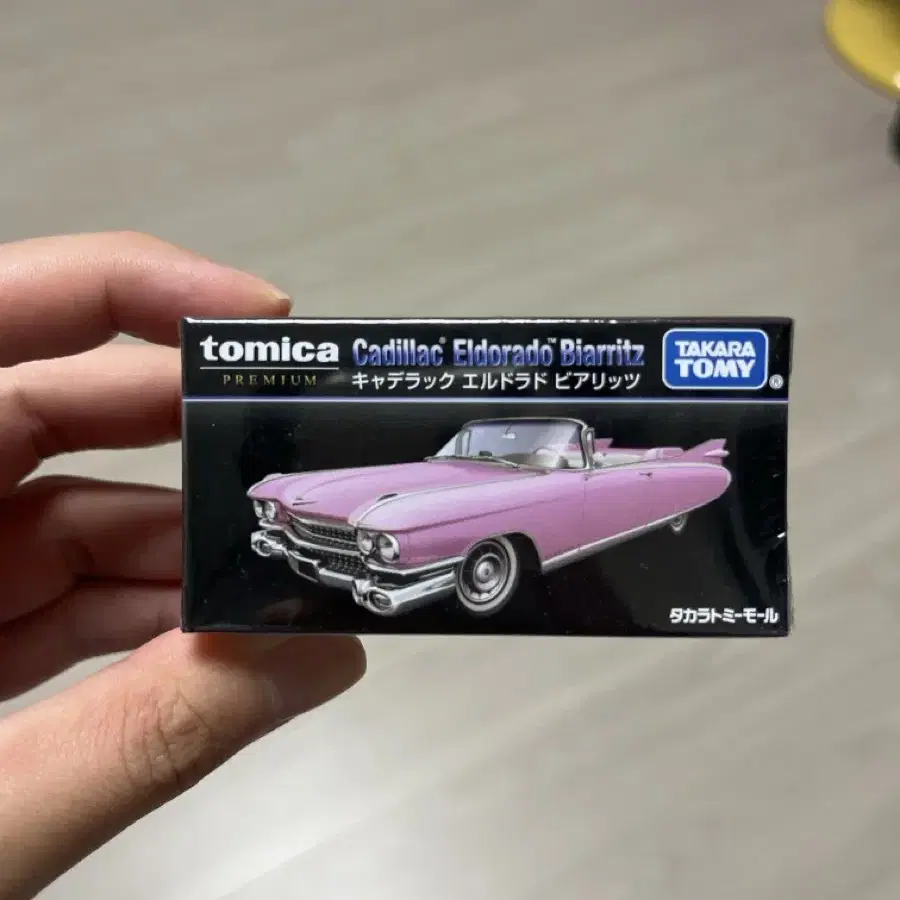 tomica
PREMIUM
Cadillac® Eldorado™ Biarritz
キャデラック エルドラド ビアリッツ
TAKARA
TOMY®
タカラトミーモール